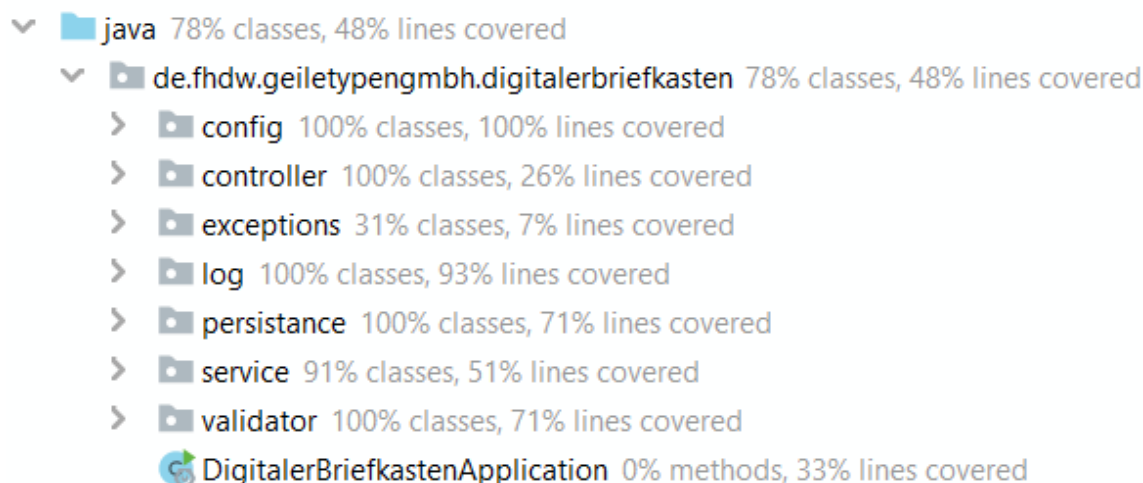 java 78% classes, 48% lines covered
de.fhdw.geiletypengmbh.digitalerbriefkasten 78% classes, 48% lines covered
config 100% classes, 100% lines covered
controller 100% classes, 26% lines covered
exceptions 31% classes, 7% lines covered
log 100% classes, 93% lines covered
persistance 100% classes, 71% lines covered
service 91% classes, 51% lines covered
validator 100% classes, 71% lines covered
DigitalerBriefkastenApplication 0% methods, 33% lines covered